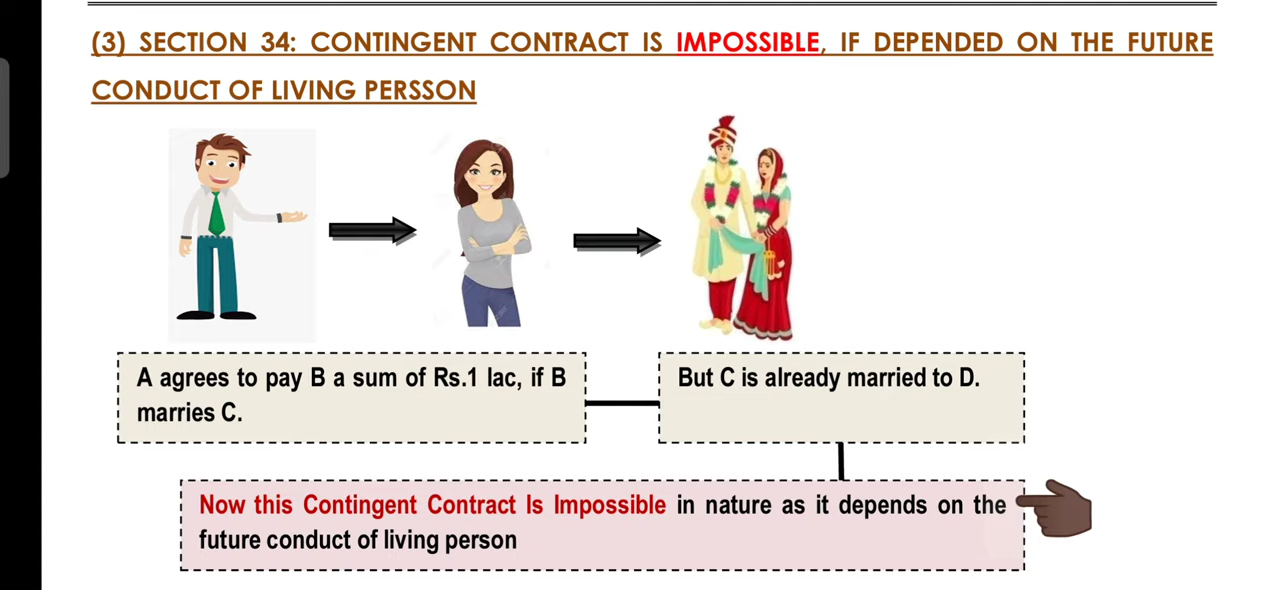 (3) SECTION 34: CONTINGENT CONTRACT IS IMPOSSIBLE, IF DEPENDED ON THE FUTURE
CONDUCT OF LIVING PERSSON
A agrees to pay B a sum of Rs.1 lac, if B
marries C.
But C is already married to D.
Now this Contingent Contract Is Impossible in nature as it depends on the
future conduct of living person